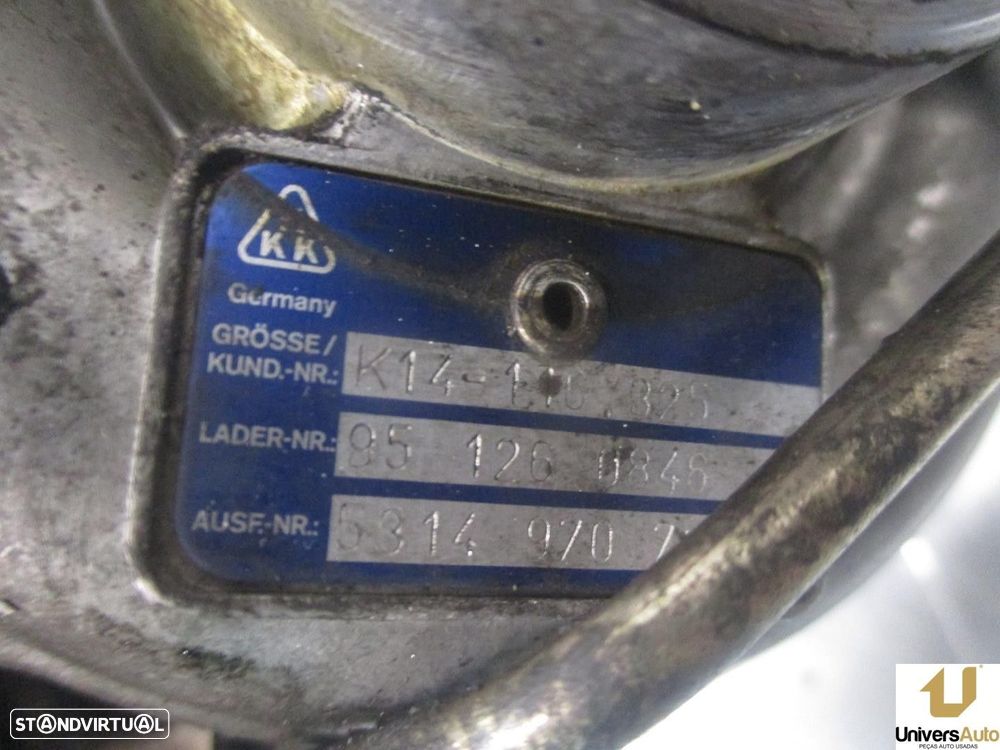 KK
Germany
GRÖSSE/
KUND.-NR.: K14-
LADER-NR.: 95 126 0846
AUSF.-NR.: 5314 970
STANDVIRTUAL
UniversAuto
PEÇAS AUTO USADAS